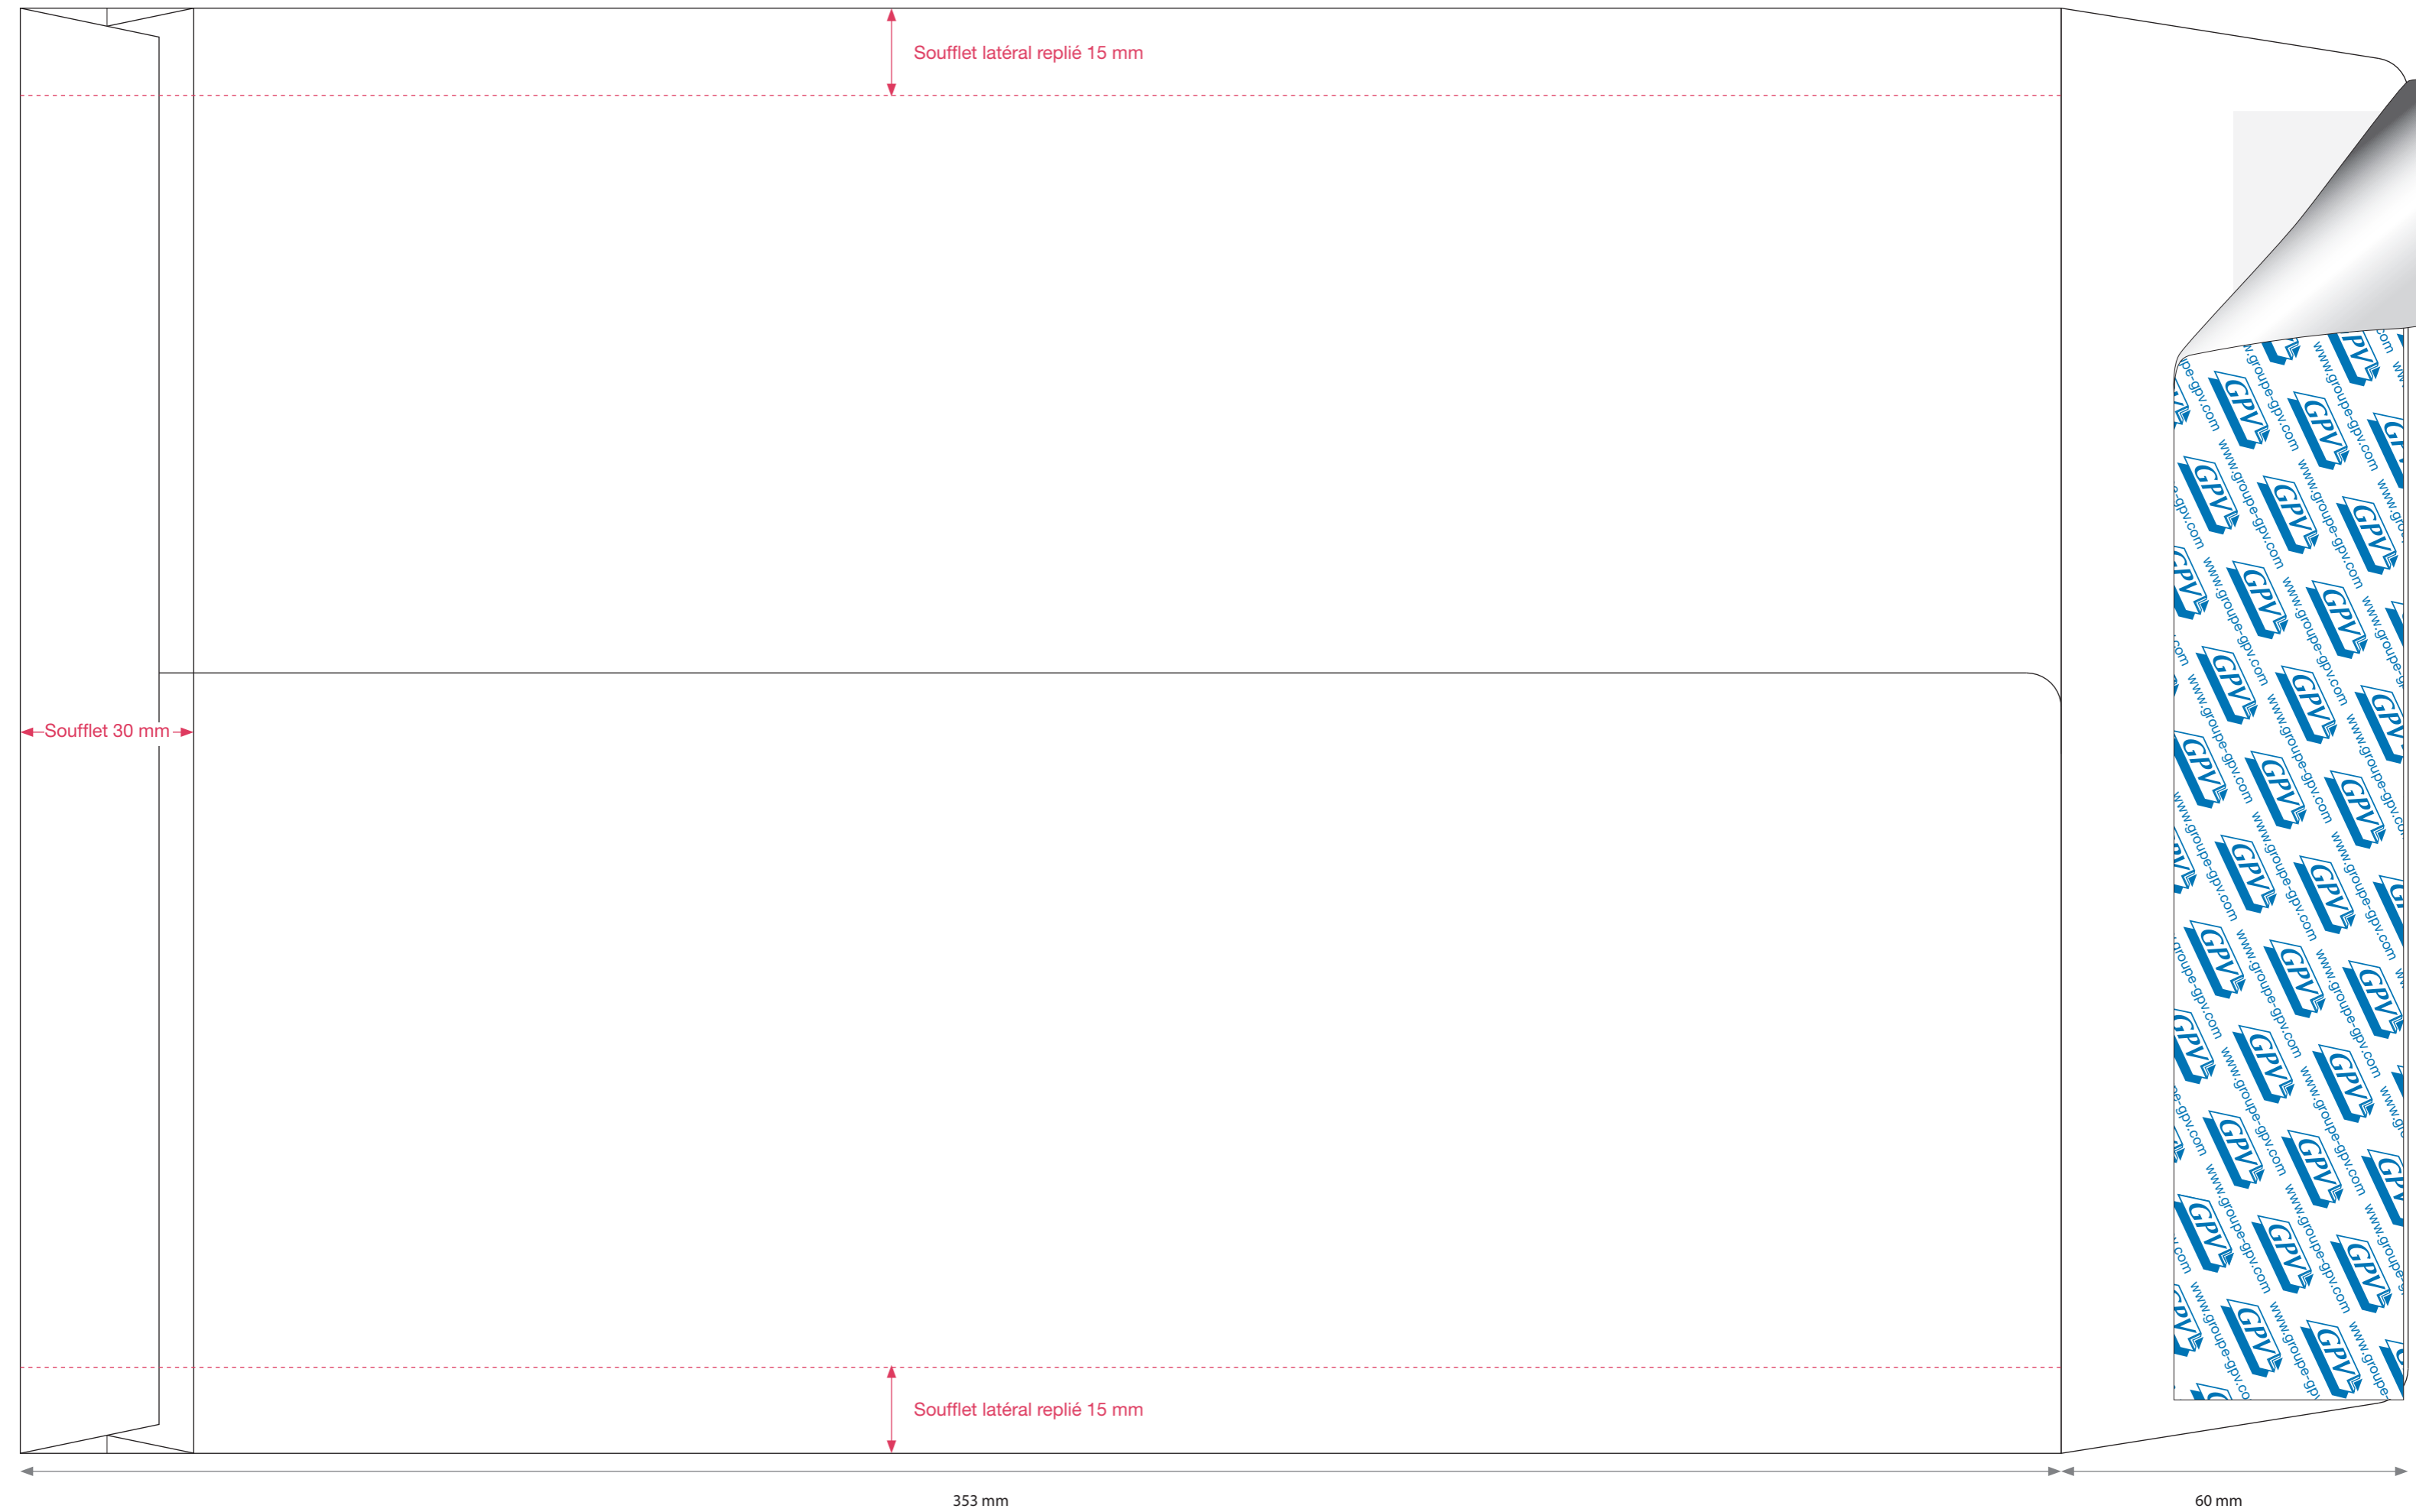 Soufflet latéral replié 15 mm
Soufflet 30 mm
GPV
www.groupe-gpv.com
Soufflet latéral replié 15 mm
353 mm
60 mm